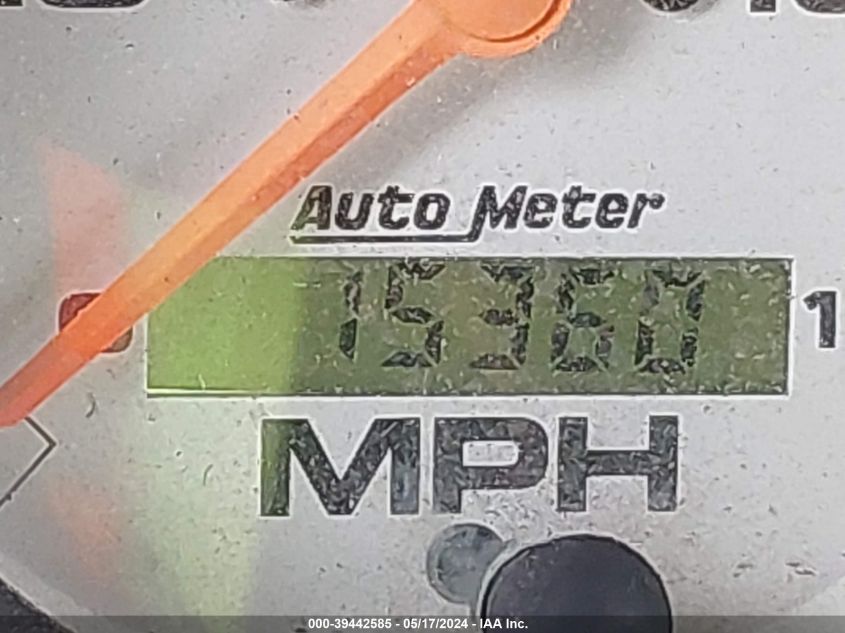 Auto Meter
15360
MPH
000-39442585 - 05/17/2024 - IAA Inc.